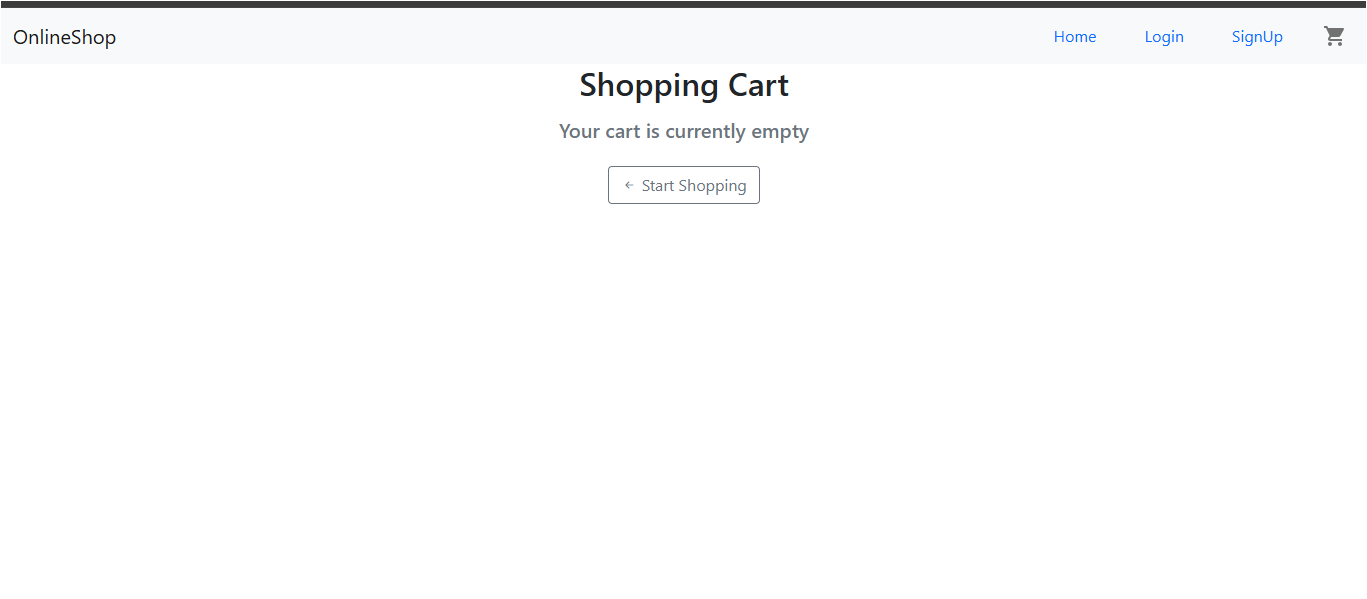 OnlineShop Home Login SignUp
Shopping Cart
Your cart is currently empty
Start Shopping